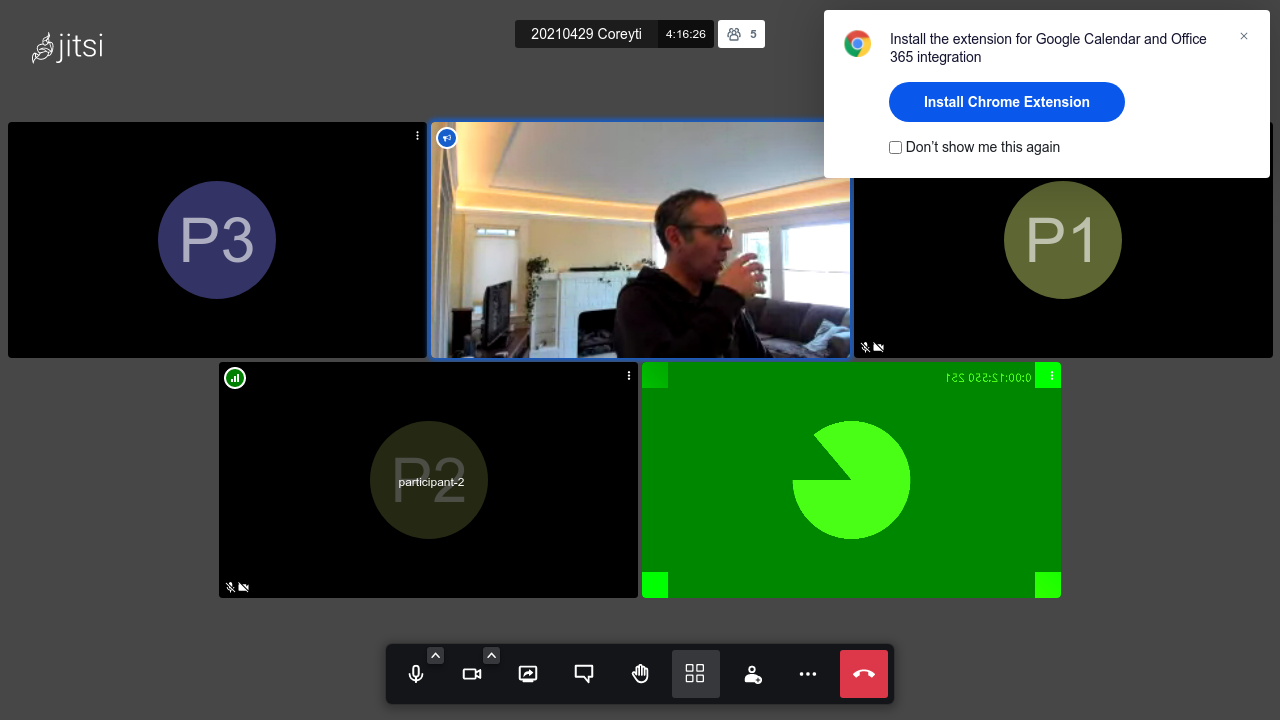 jitsi
20210429 Coreyti 4:16:26 5
Install the extension for Google Calendar and Office
365 integration
Install Chrome Extension
Don't show me this again
P3
P1
P2
participant-2
0:00:12:550 251